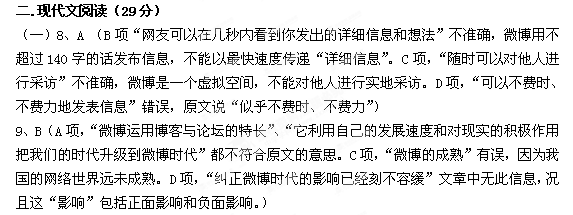 二.现代文阅读（29分）
（一）8、A （B项“网友可以在几秒内看到你发出的详细信息和想法”不准确，微博用不
超过140字的话发布信息，不能以最快速度传递“详细信息”。C项，“随时可以对他人进
行采访”不准确，微博是一个虚拟空间，不能对他人进行实地采访。D项，“可以不费时、
不费力地发表信息”错误，原文说“似乎不费时、不费力”）
9、B（A项，“微博运用博客与论坛的特长”、“它利用自己的发展速度和对现实的积极作用
把我们的时代升级到微博时代”都不符合原文的意思。C项，“微博的成熟”有误，因为我
国的网络世界远未成熟。D项，“纠正微博时代的影响已经刻不容缓”文章中无此信息，况
且这“影响”包括正面影响和负面影响。）